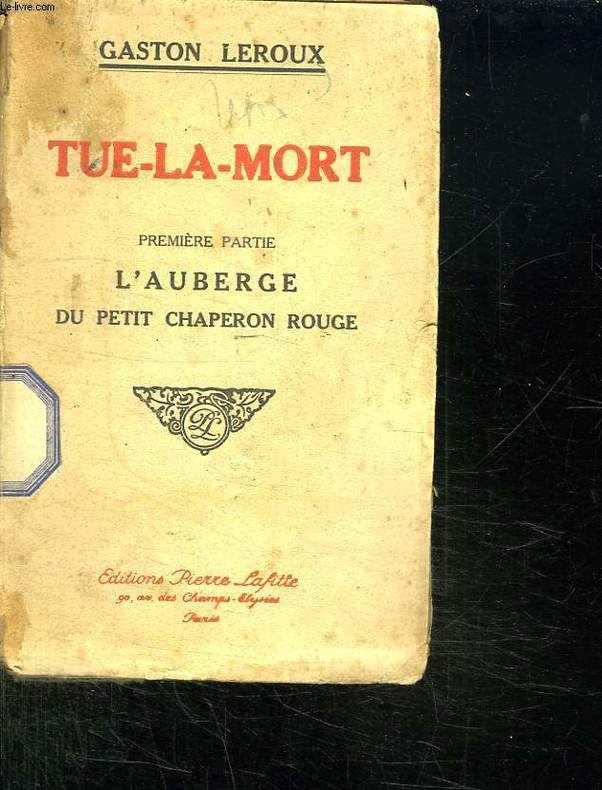 Le-livre.com
GASTON LEROUX
TUE-LA-MORT
PREMIÈRE PARTIE
L'AUBERGE
DU PETIT CHAPERON ROUGE
PL
Editions Pierre Lafitte
90, av. des Champs-Elysées
Paris